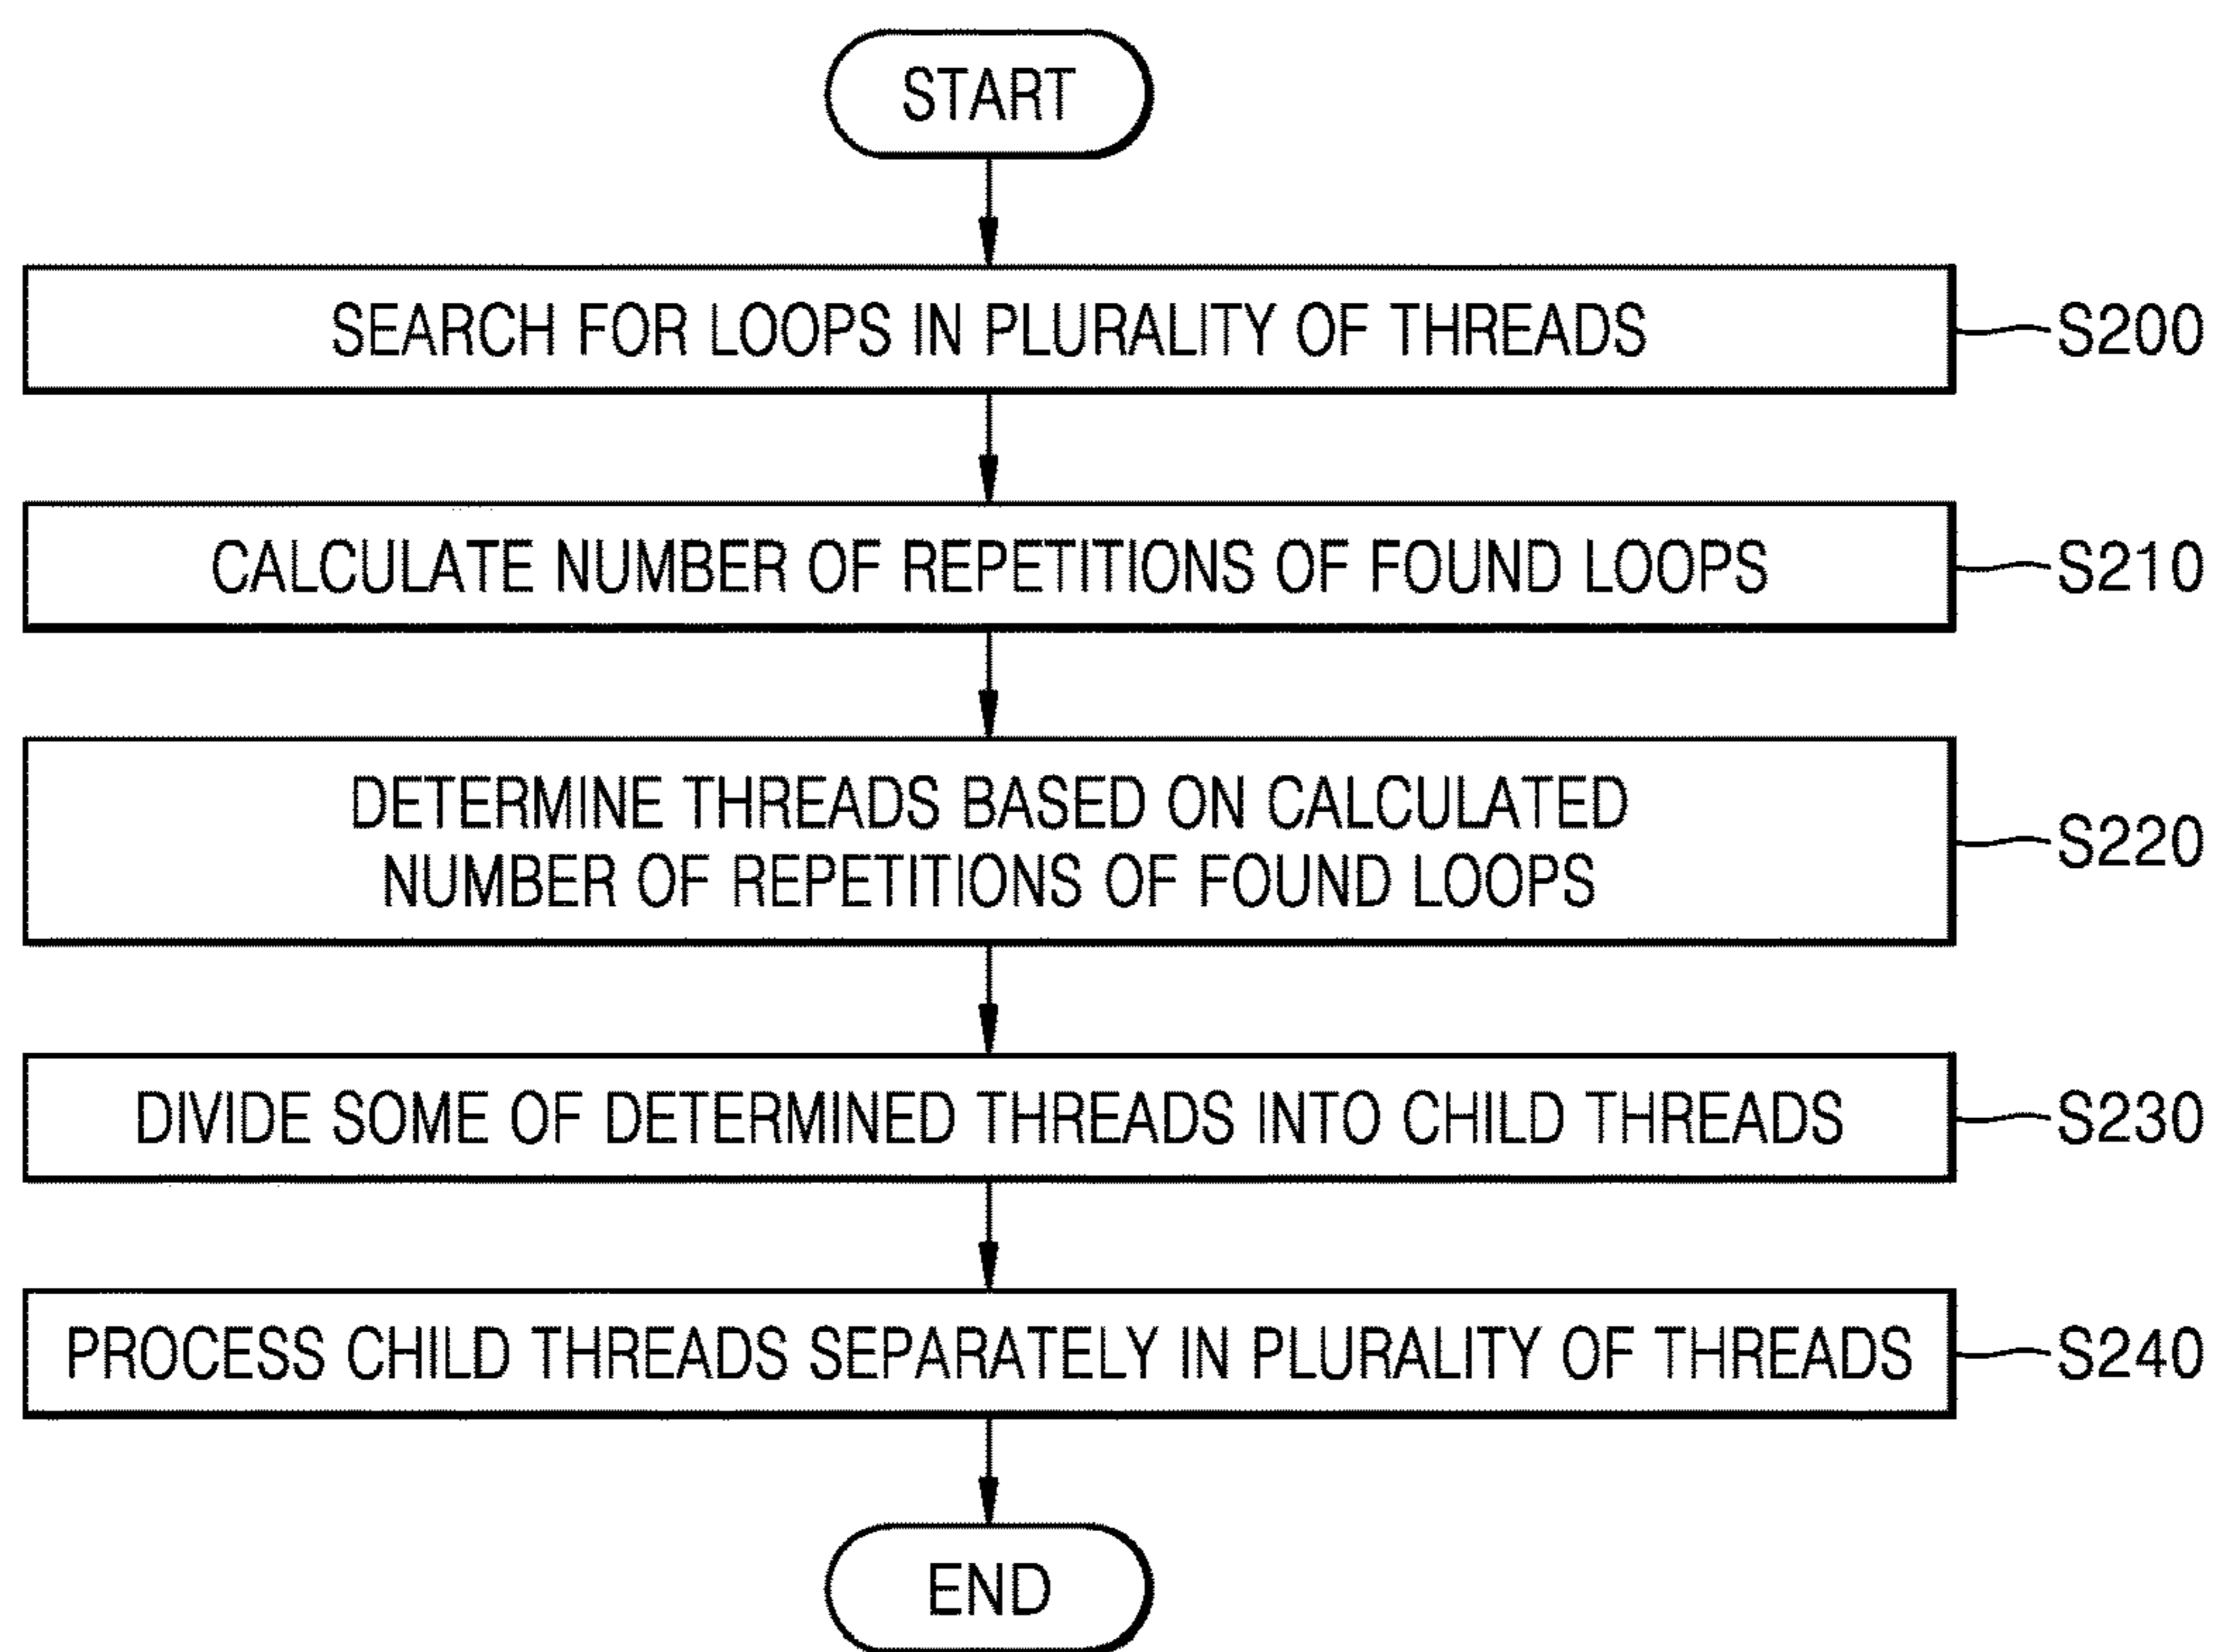 START
SEARCH FOR LOOPS IN PLURALITY OF THREADS
S200
CALCULATE NUMBER OF REPETITIONS OF FOUND LOOPS
S210
DETERMINE THREADS BASED ON CALCULATED
NUMBER OF REPETITIONS OF FOUND LOOPS
S220
DIVIDE SOME OF DETERMINED THREADS INTO CHILD THREADS
S230
PROCESS CHILD THREADS SEPARATELY IN PLURALITY OF THREADS
S240
END